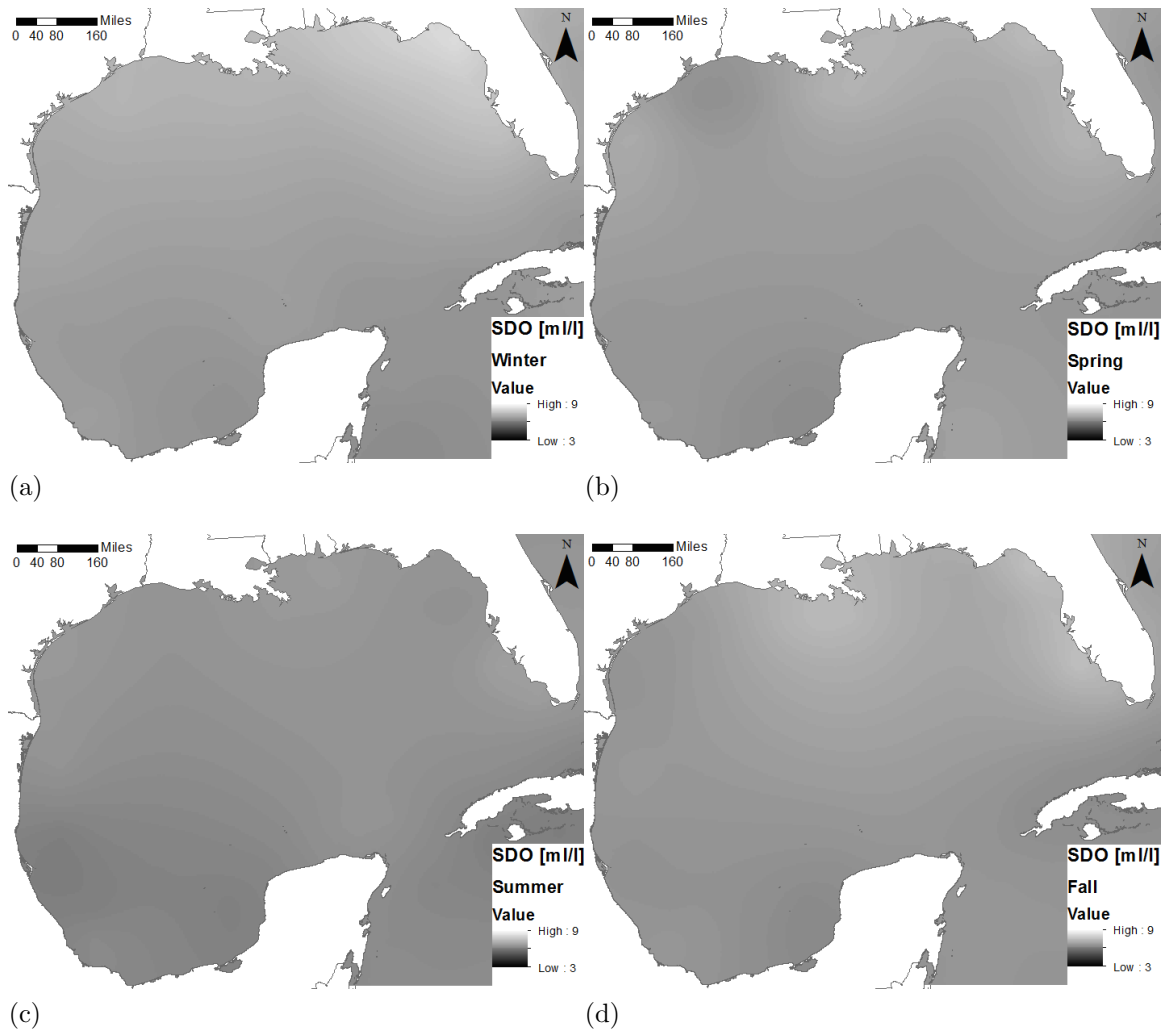 Miles
0 40 80 160
N
SDO [ml/l]
Winter
Value
High : 9
Low : 3
(a)
Miles
0 40 80 160
N
SDO [ml/l]
Spring
Value
High : 9
Low : 3
(b)
Miles
0 40 80 160
N
SDO [ml/l]
Summer
Value
High : 9
Low : 3
(c)
Miles
0 40 80 160
N
SDO [ml/l]
Fall
Value
High : 9
Low : 3
(d)